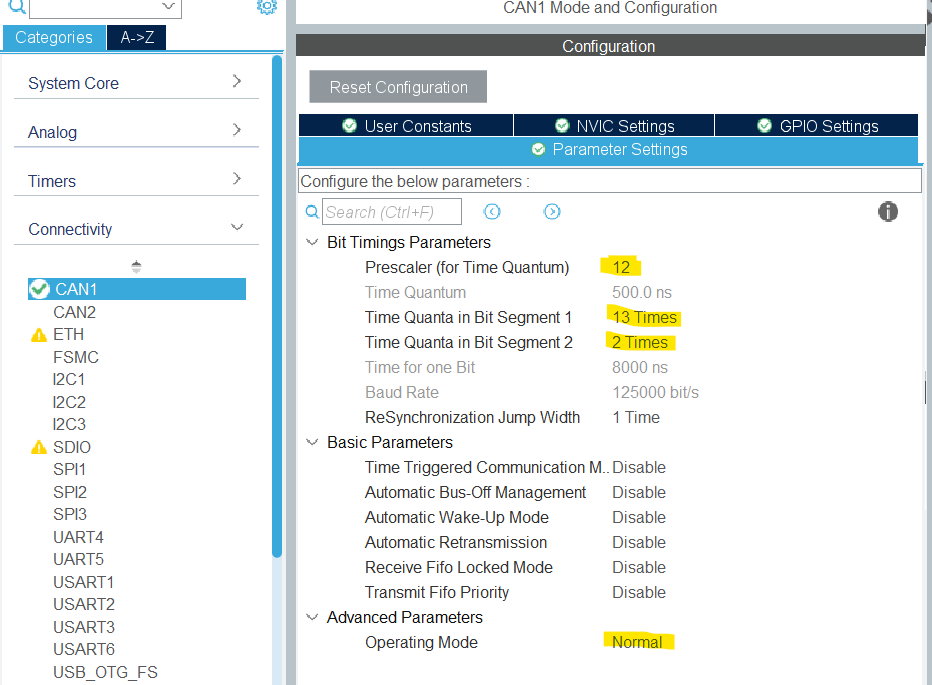 CAN1 Mode and Configuration
Categories A->Z
Configuration
System Core
Analog
Timers
Connectivity
CAN1
CAN2
ETH
FSMC
I2C1
I2C2
I2C3
SDIO
SPI1
SPI2
SPI3
UART4
UART5
USART1
USART2
USART3
USART6
USB_OTG_FS
Reset Configuration
User Constants NVIC Settings GPIO Settings
Parameter Settings
Configure the below parameters :
Search (Ctrl+F)
Bit Timings Parameters
Prescaler (for Time Quantum) 12
Time Quantum 500.0 ns
Time Quanta in Bit Segment 1 13 Times
Time Quanta in Bit Segment 2 2 Times
Time for one Bit 8000 ns
Baud Rate 125000 bit/s
ReSynchronization Jump Width 1 Time
Basic Parameters
Time Triggered Communication M.. Disable
Automatic Bus-Off Management Disable
Automatic Wake-Up Mode Disable
Automatic Retransmission Disable
Receive Fifo Locked Mode Disable
Transmit Fifo Priority Disable
Advanced Parameters
Operating Mode Normal